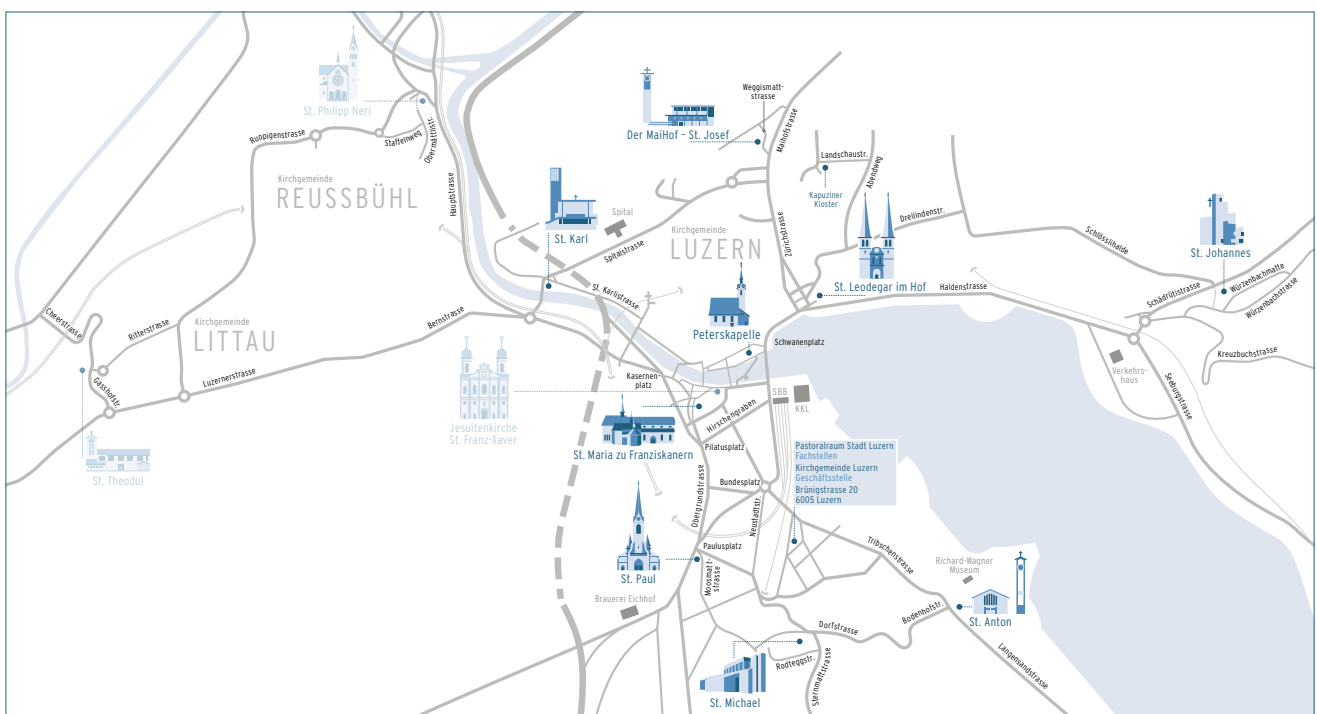 St. Philipp Neri
Ruopigenstrasse
Staffelnweg
Obermättlistr.
Hauptstrasse
Kirchgemeinde
REUSSBÜHL
Weggismatt-
strasse
Der MaiHof - St. Josef
Maihofstrasse
Landschaustr.
Abendweg
Kapuziner
Kloster
Dreilindenstr.
Zürichstrasse
St. Karl
Spital
Spitalstrasse
Kirchgemeinde
LUZERN
St. Leodegar im Hof
Haldenstrasse
Schlösslihalde
St. Johannes
Schädrütistrasse
Würzenbachmatte
Würzenbachstrasse
Kreuzbuchstrasse
Verkehrs-
haus
Seeburgstrasse
St. Karlistrasse
Peterskapelle
Schwanenplatz
Cheerstrasse
Ritterstrasse
Kirchgemeinde
LITTAU
Bernstrasse
Luzernerstrasse
Gasshofstr.
St. Theodul
Jesuitenkirche
St. Franz-Xaver
Kasernen-
platz
Hirschengraben
SBB
KKL
St. Maria zu Franziskanern
Pilatusplatz
Pastoralraum Stadt Luzern
Fachstellen
Kirchgemeinde Luzern
Geschäftsstelle
Brünigstrasse 20
6005 Luzern
Obergrundstrasse
Bundesplatz
Neustadtstr.
Paulusplatz
Moosmatt-
strasse
St. Paul
Brauerei Eichhof
Tribschenstrasse
Richard-Wagner
Museum
St. Anton
Bodenhofstr.
Langensandstrasse
Dorfstrasse
Rodteggstr.
Sternmattstrasse
St. Michael